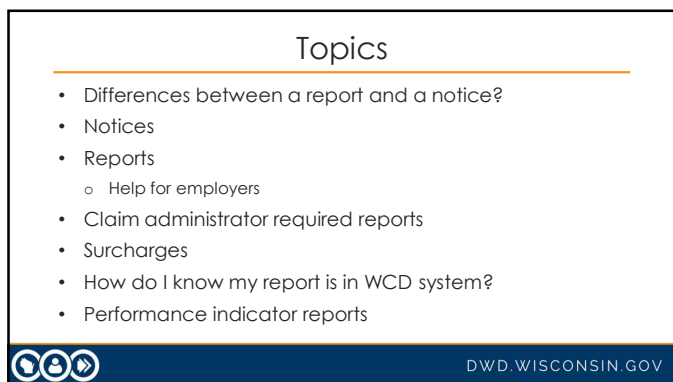 Topics
• Differences between a report and a notice?
• Notices
• Reports
o Help for employers
• Claim administrator required reports
• Surcharges
• How do I know my report is in WCD system?
• Performance indicator reports
DWD.WISCONSIN.GOV